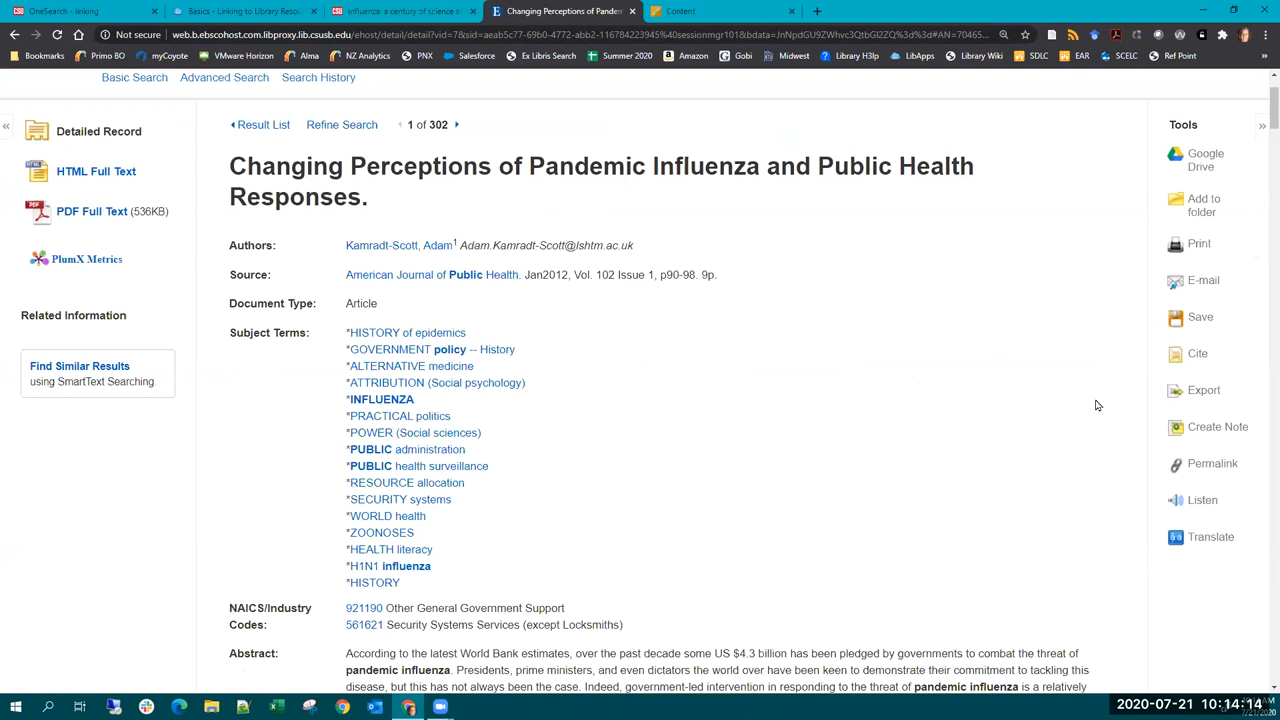 OneSearch - linking
Basics - Linking to Library Resou
Influenza: a century of science a
Changing Perceptions of Pandem
Content
Not secure
web.b.ebscohost.com.libproxy.lib.csusb.edu/ehost/detail/detail?vid=7&sid=aeab5c77-69b0-4772-abb2-116784223945%40sessionmgr101&bdata=JnNpdGU9ZWhvc3QtbGl2ZQ%3d%3d#AN=70465...
Bookmarks
Primo BO
myCoyote
VMware Horizon
Alma
NZ Analytics
PNX
Salesforce
Ex Libris Search
Summer 2020
Amazon
Gobi
Midwest
Library H3lp
LibApps
Library Wiki
SDLC
EAR
SCELC
Ref Point
Basic Search Advanced Search Search History
Detailed Record
HTML Full Text
PDF Full Text (536KB)
PlumX Metrics
Related Information
Find Similar Results
using SmartText Searching.
Result List Refine Search 1 of 302
Changing Perceptions of Pandemic Influenza and Public Health
Responses.
Authors: Kamradt-Scott, Adam1 Adam.Kamradt-Scott@lshtm.ac.uk
Source: American Journal of Public Health. Jan2012, Vol. 102 Issue 1, p90-98. 9p.
Document Type: Article
Subject Terms: *HISTORY of epidemics
*GOVERNMENT policy -- History
*ALTERNATIVE medicine
*ATTRIBUTION (Social psychology)
*INFLUENZA
*PRACTICAL politics
*POWER (Social sciences)
*PUBLIC administration
*PUBLIC health surveillance
*RESOURCE allocation
*SECURITY systems
*WORLD health
*ZOONOSES
*HEALTH literacy
*H1N1 influenza
*HISTORY
NAICS/Industry 921190 Other General Government Support
Codes: 561621 Security Systems Services (except Locksmiths)
Abstract: According to the latest World Bank estimates, over the past decade some US $4.3 billion has been pledged by governments to combat the threat of
pandemic influenza. Presidents, prime ministers, and even dictators the world over have been keen to demonstrate their commitment to tackling this
disease, but this has not always been the case. Indeed, government-led intervention in responding to the threat of pandemic influenza is a relatively
Tools
Google
Drive
Add to
folder
Print
E-mail
Save
Cite
Export
Create Note
Permalink
Listen
Translate
2020-07-21 10:14:14